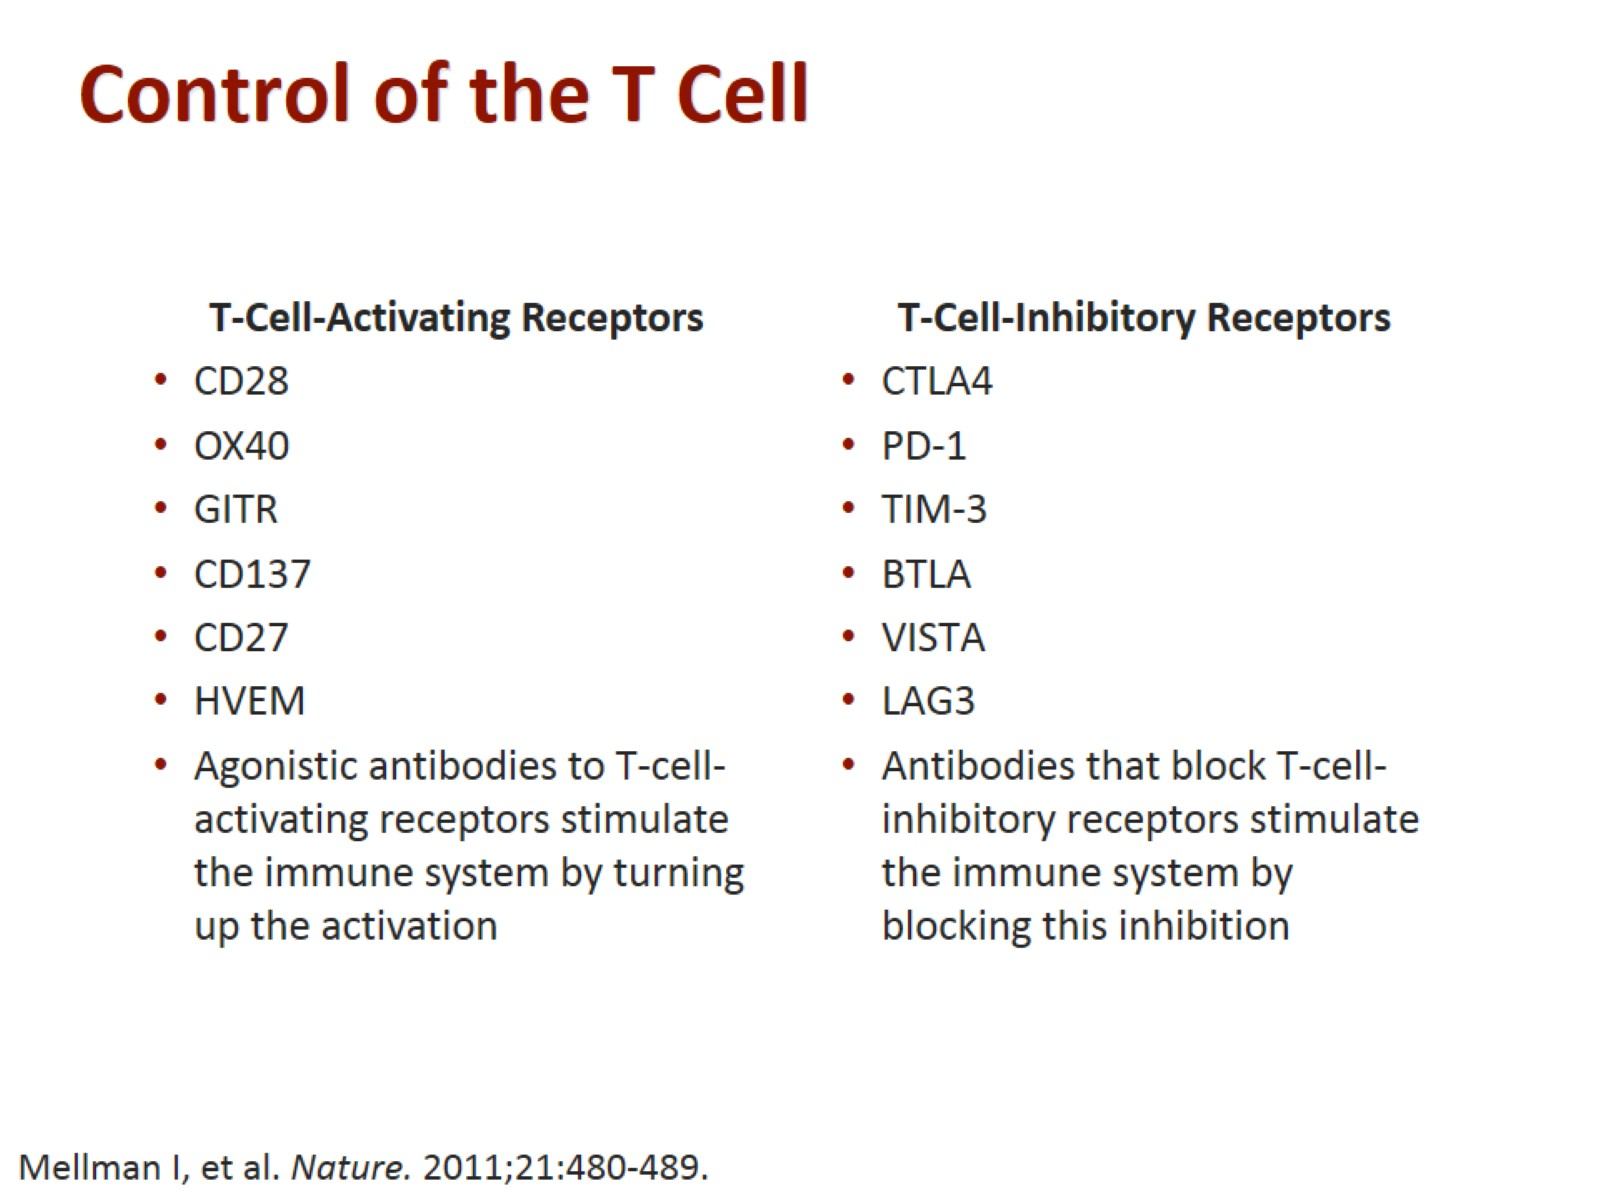 Control of the T Cell
T-Cell-Activating Receptors
• CD28
• OX40
• GITR
• CD137
• CD27
• HVEM
• Agonistic antibodies to T-cell-
activating receptors stimulate
the immune system by turning
up the activation
T-Cell-Inhibitory Receptors
• CTLA4
• PD-1
• TIM-3
• BTLA
• VISTA
• LAG3
• Antibodies that block T-cell-
inhibitory receptors stimulate
the immune system by
blocking this inhibition
Mellman I, et al. Nature. 2011;21:480-489.